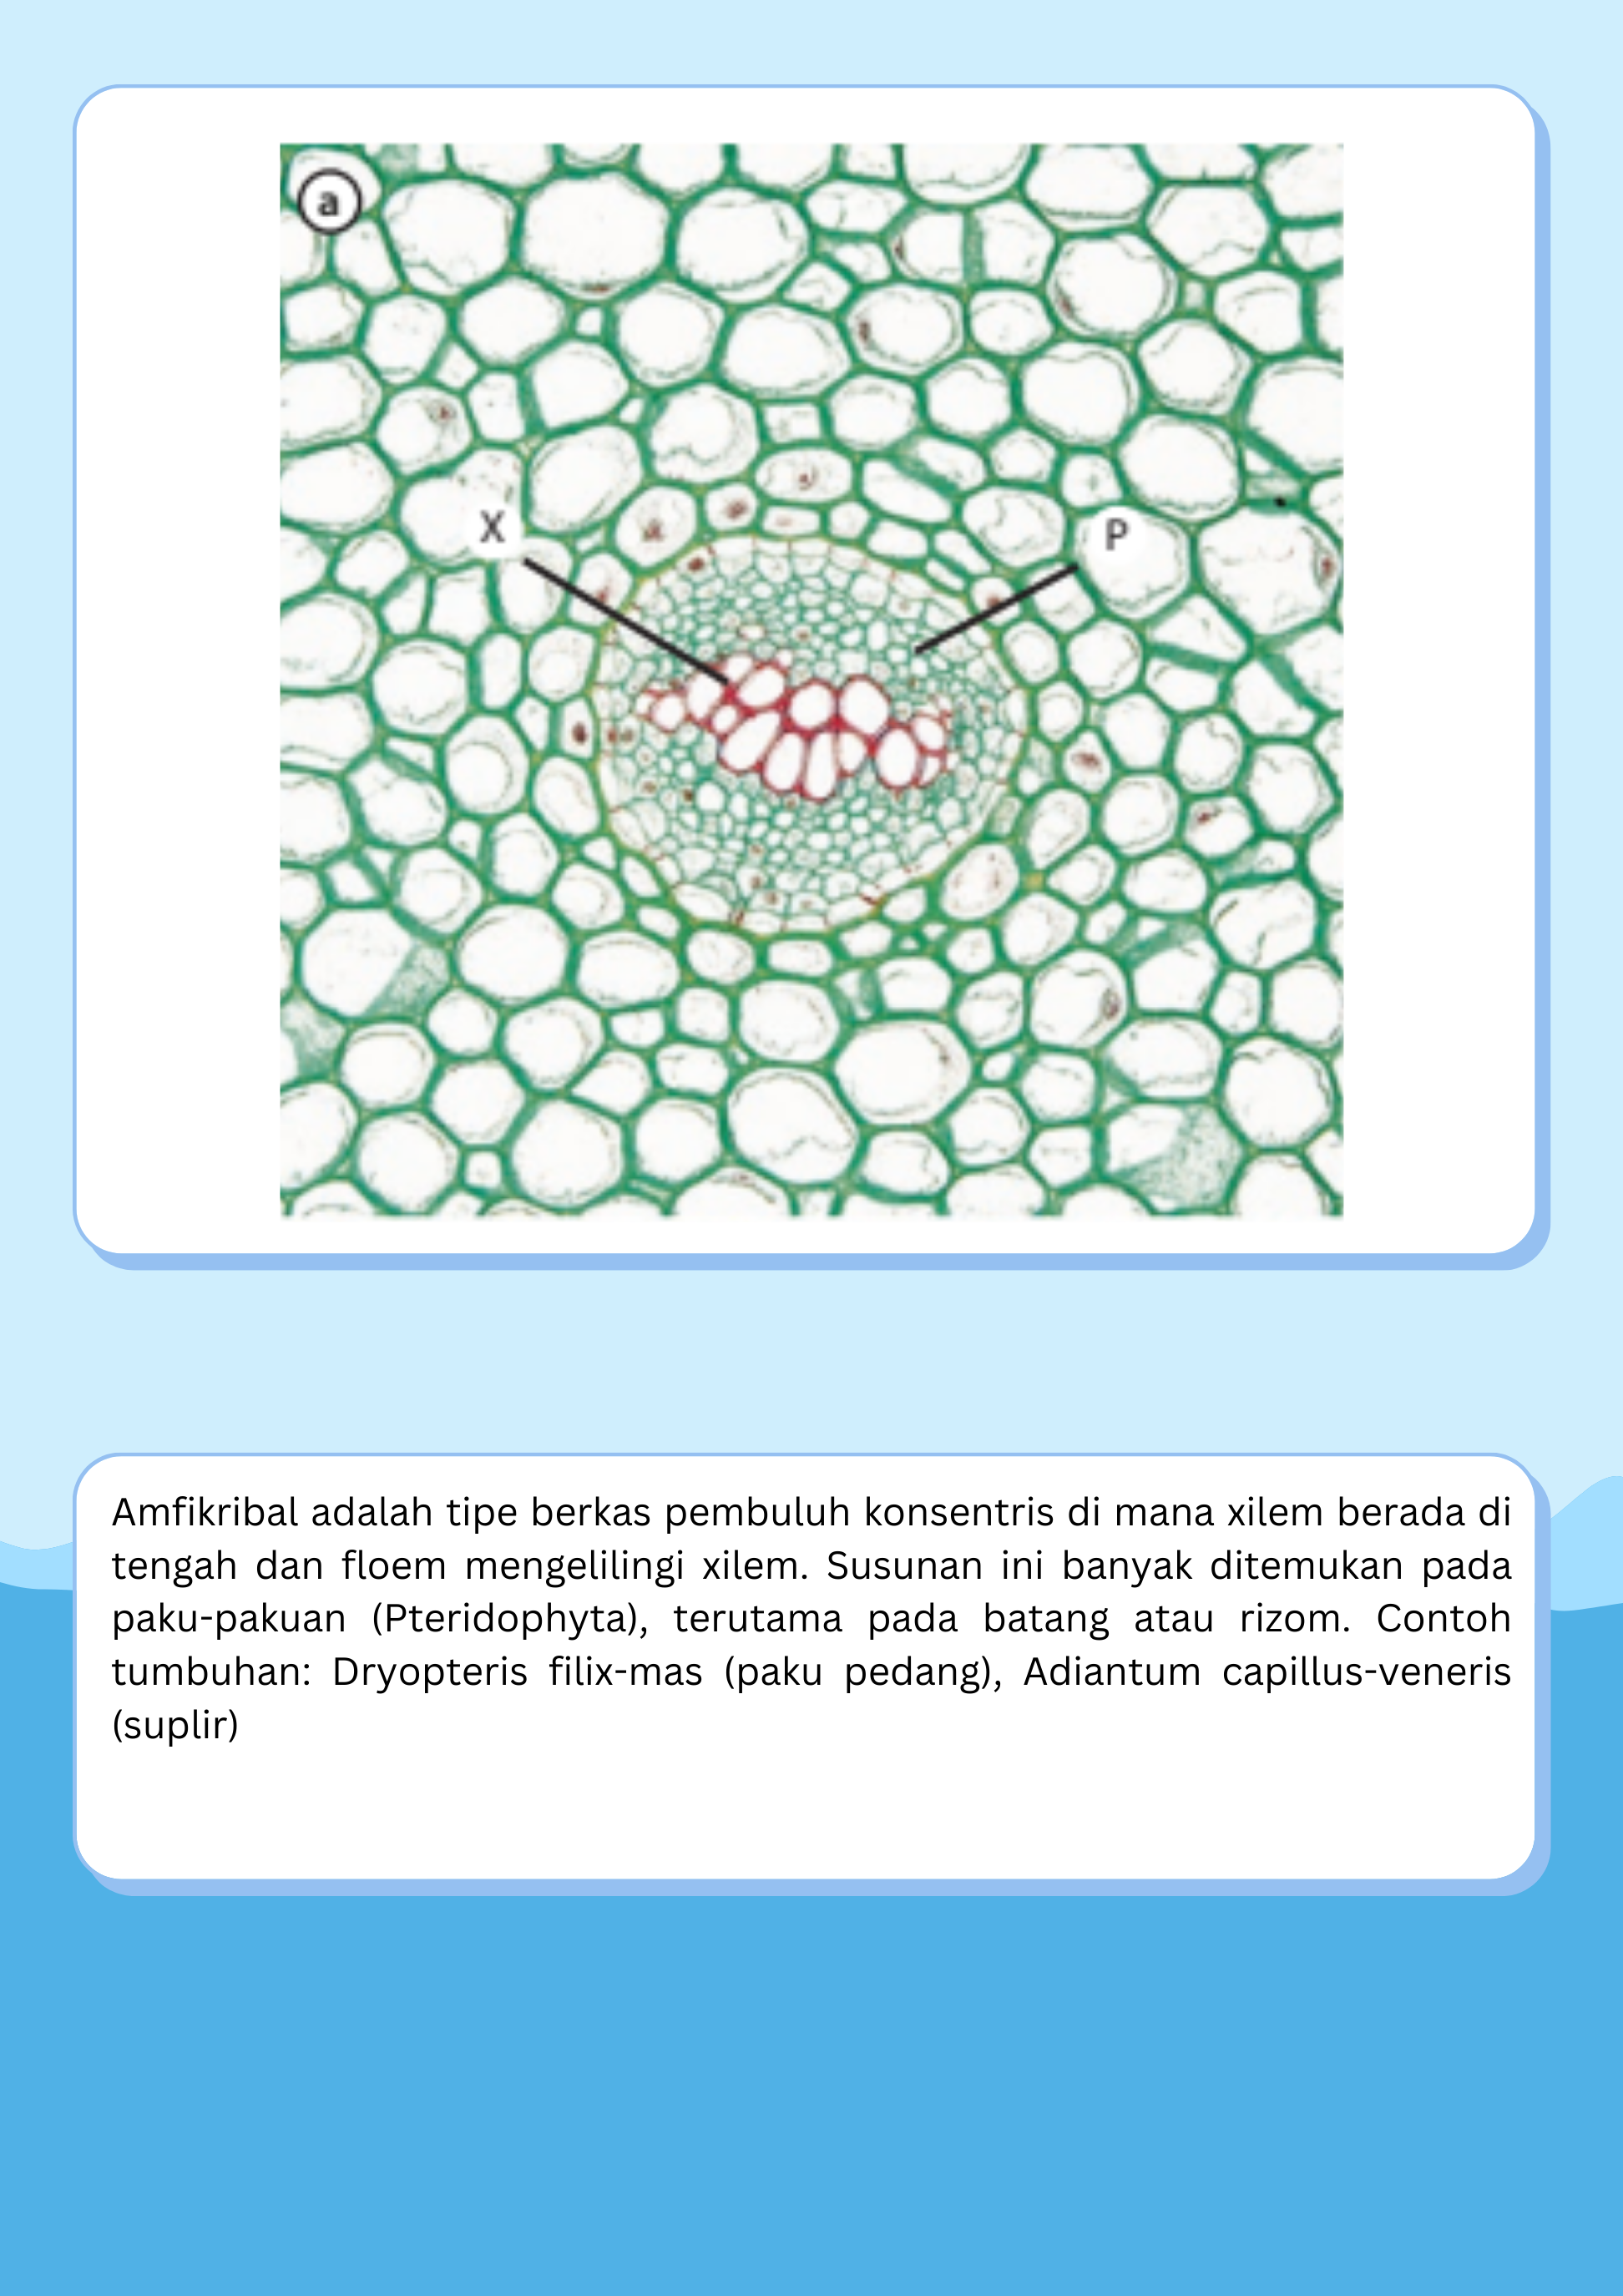 a
X
P
Amfikribal adalah tipe berkas pembuluh konsentris di mana xilem berada di
tengah dan floem mengelilingi xilem. Susunan ini banyak ditemukan pada
paku-pakuan (Pteridophyta), terutama pada batang atau rizom. Contoh
tumbuhan: Dryopteris filix-mas (paku pedang), Adiantum capillus-veneris
(suplir)